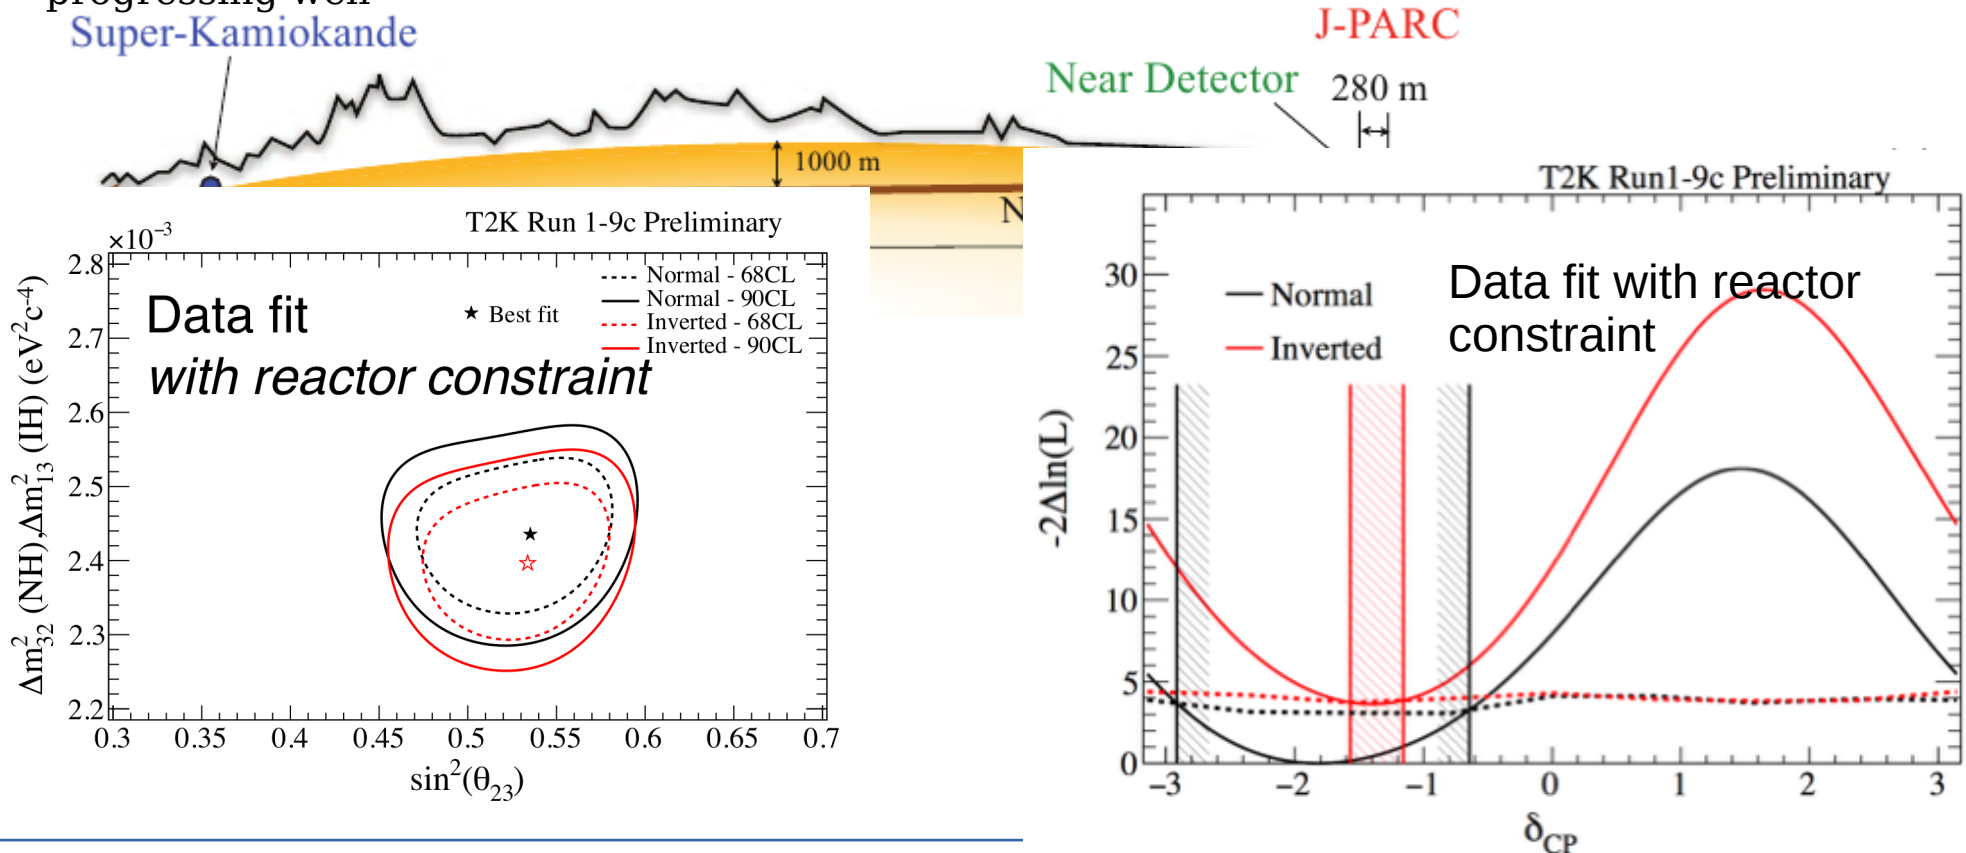 progressing well
Super-Kamiokande
J-PARC
Near Detector
280 m
1000 m
N
T2K Run 1-9c Preliminary
×10⁻³
Δm²₃₂ (NH),Δm²₁₃ (IH) (eV²c⁻⁴)
2.8
2.7
2.6
2.5
2.4
2.3
2.2
Data fit
with reactor constraint
★ Best fit
Normal - 68CL
Normal - 90CL
Inverted - 68CL
Inverted - 90CL
0.3 0.35 0.4 0.45 0.5 0.55 0.6 0.65 0.7
sin²(θ₂₃)
T2K Run1-9c Preliminary
-2Δln(L)
30
25
20
15
10
5
0
Normal
Inverted
Data fit with reactor
constraint
−3 −2 −1 0 1 2 3
δCP